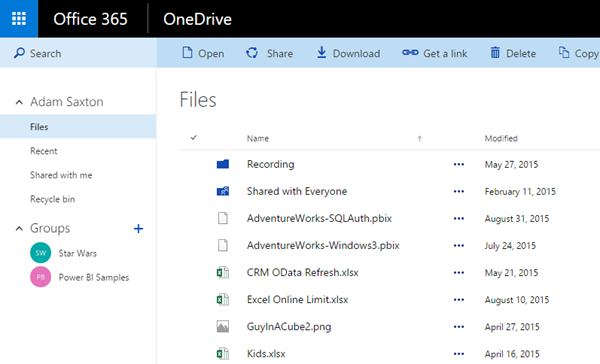 Office 365 OneDrive
Search Open Share Download Get a link Delete Copy
Adam Saxton
Files
Recent
Shared with me
Recycle bin
Groups +
SW Star Wars
PB Power BI Samples
Files
Name Modified
Recording May 27, 2015
Shared with Everyone February 11, 2015
AdventureWorks-SQLAuth.pbix August 31, 2015
AdventureWorks-Windows3.pbix July 24, 2015
CRM OData Refresh.xlsx May 21, 2015
Excel Online Limit.xlsx August 10, 2015
GuyInACube2.png April 27, 2015
Kids.xlsx April 16, 2015